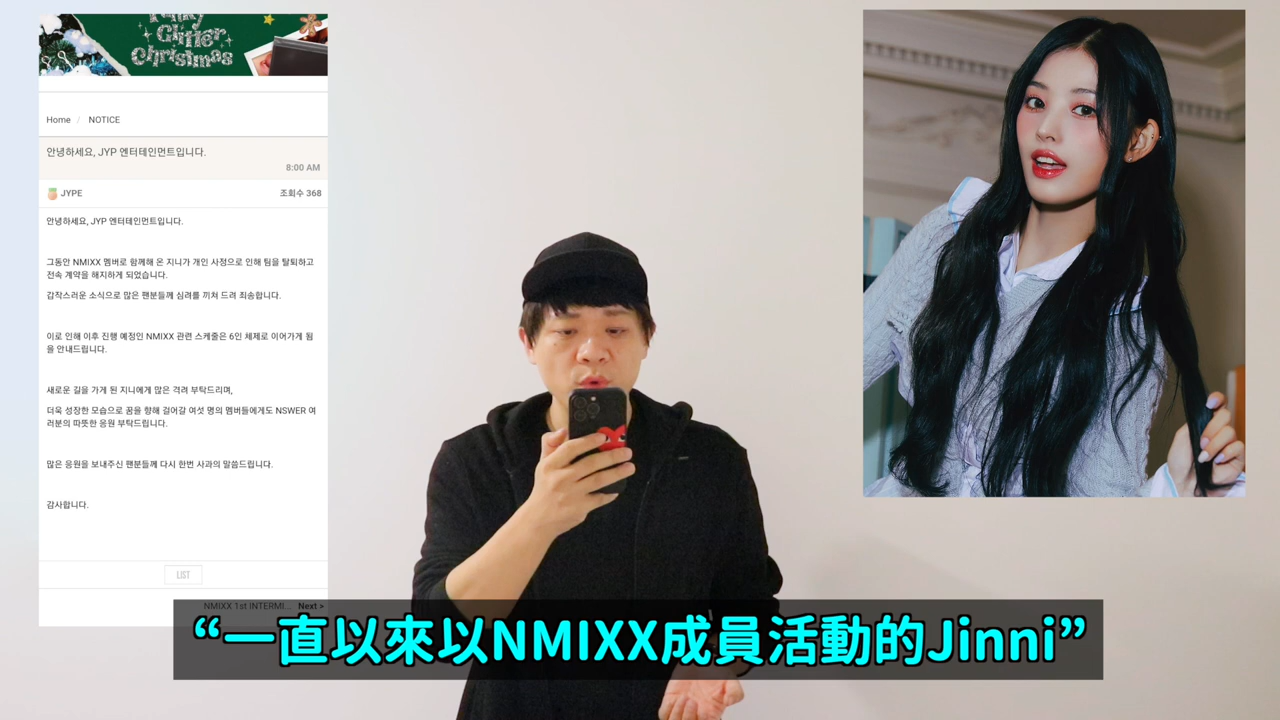 Funky
Glitter
Christmas
Home / NOTICE
안녕하세요, JYP 엔터테인먼트입니다.
8:00 AM
JYPE 조회수 368
안녕하세요, JYP 엔터테인먼트입니다.
그동안 NMIXX 멤버로 함께해 온 지니가 개인 사정으로 인해 팀을 탈퇴하고
전속 계약을 해지하게 되었습니다.
갑작스러운 소식으로 많은 팬분들께 심려를 끼쳐 드려 죄송합니다.
이로 인해 이후 진행 예정인 NMIXX 관련 스케줄은 6인 체제로 이어가게 됨
을 안내드립니다.
새로운 길을 가게 된 지니에게 많은 격려 부탁드리며,
더욱 성장한 모습으로 꿈을 향해 걸어갈 여섯 명의 멤버들에게도 NSWER 여
러분의 따뜻한 응원 부탁드립니다.
많은 응원을 보내주신 팬분들께 다시 한번 사과의 말씀드립니다.
감사합니다.
LIST
NMIXX 1st INTERMI... Next >
“一直以來以NMIXX成員活動的Jinni”